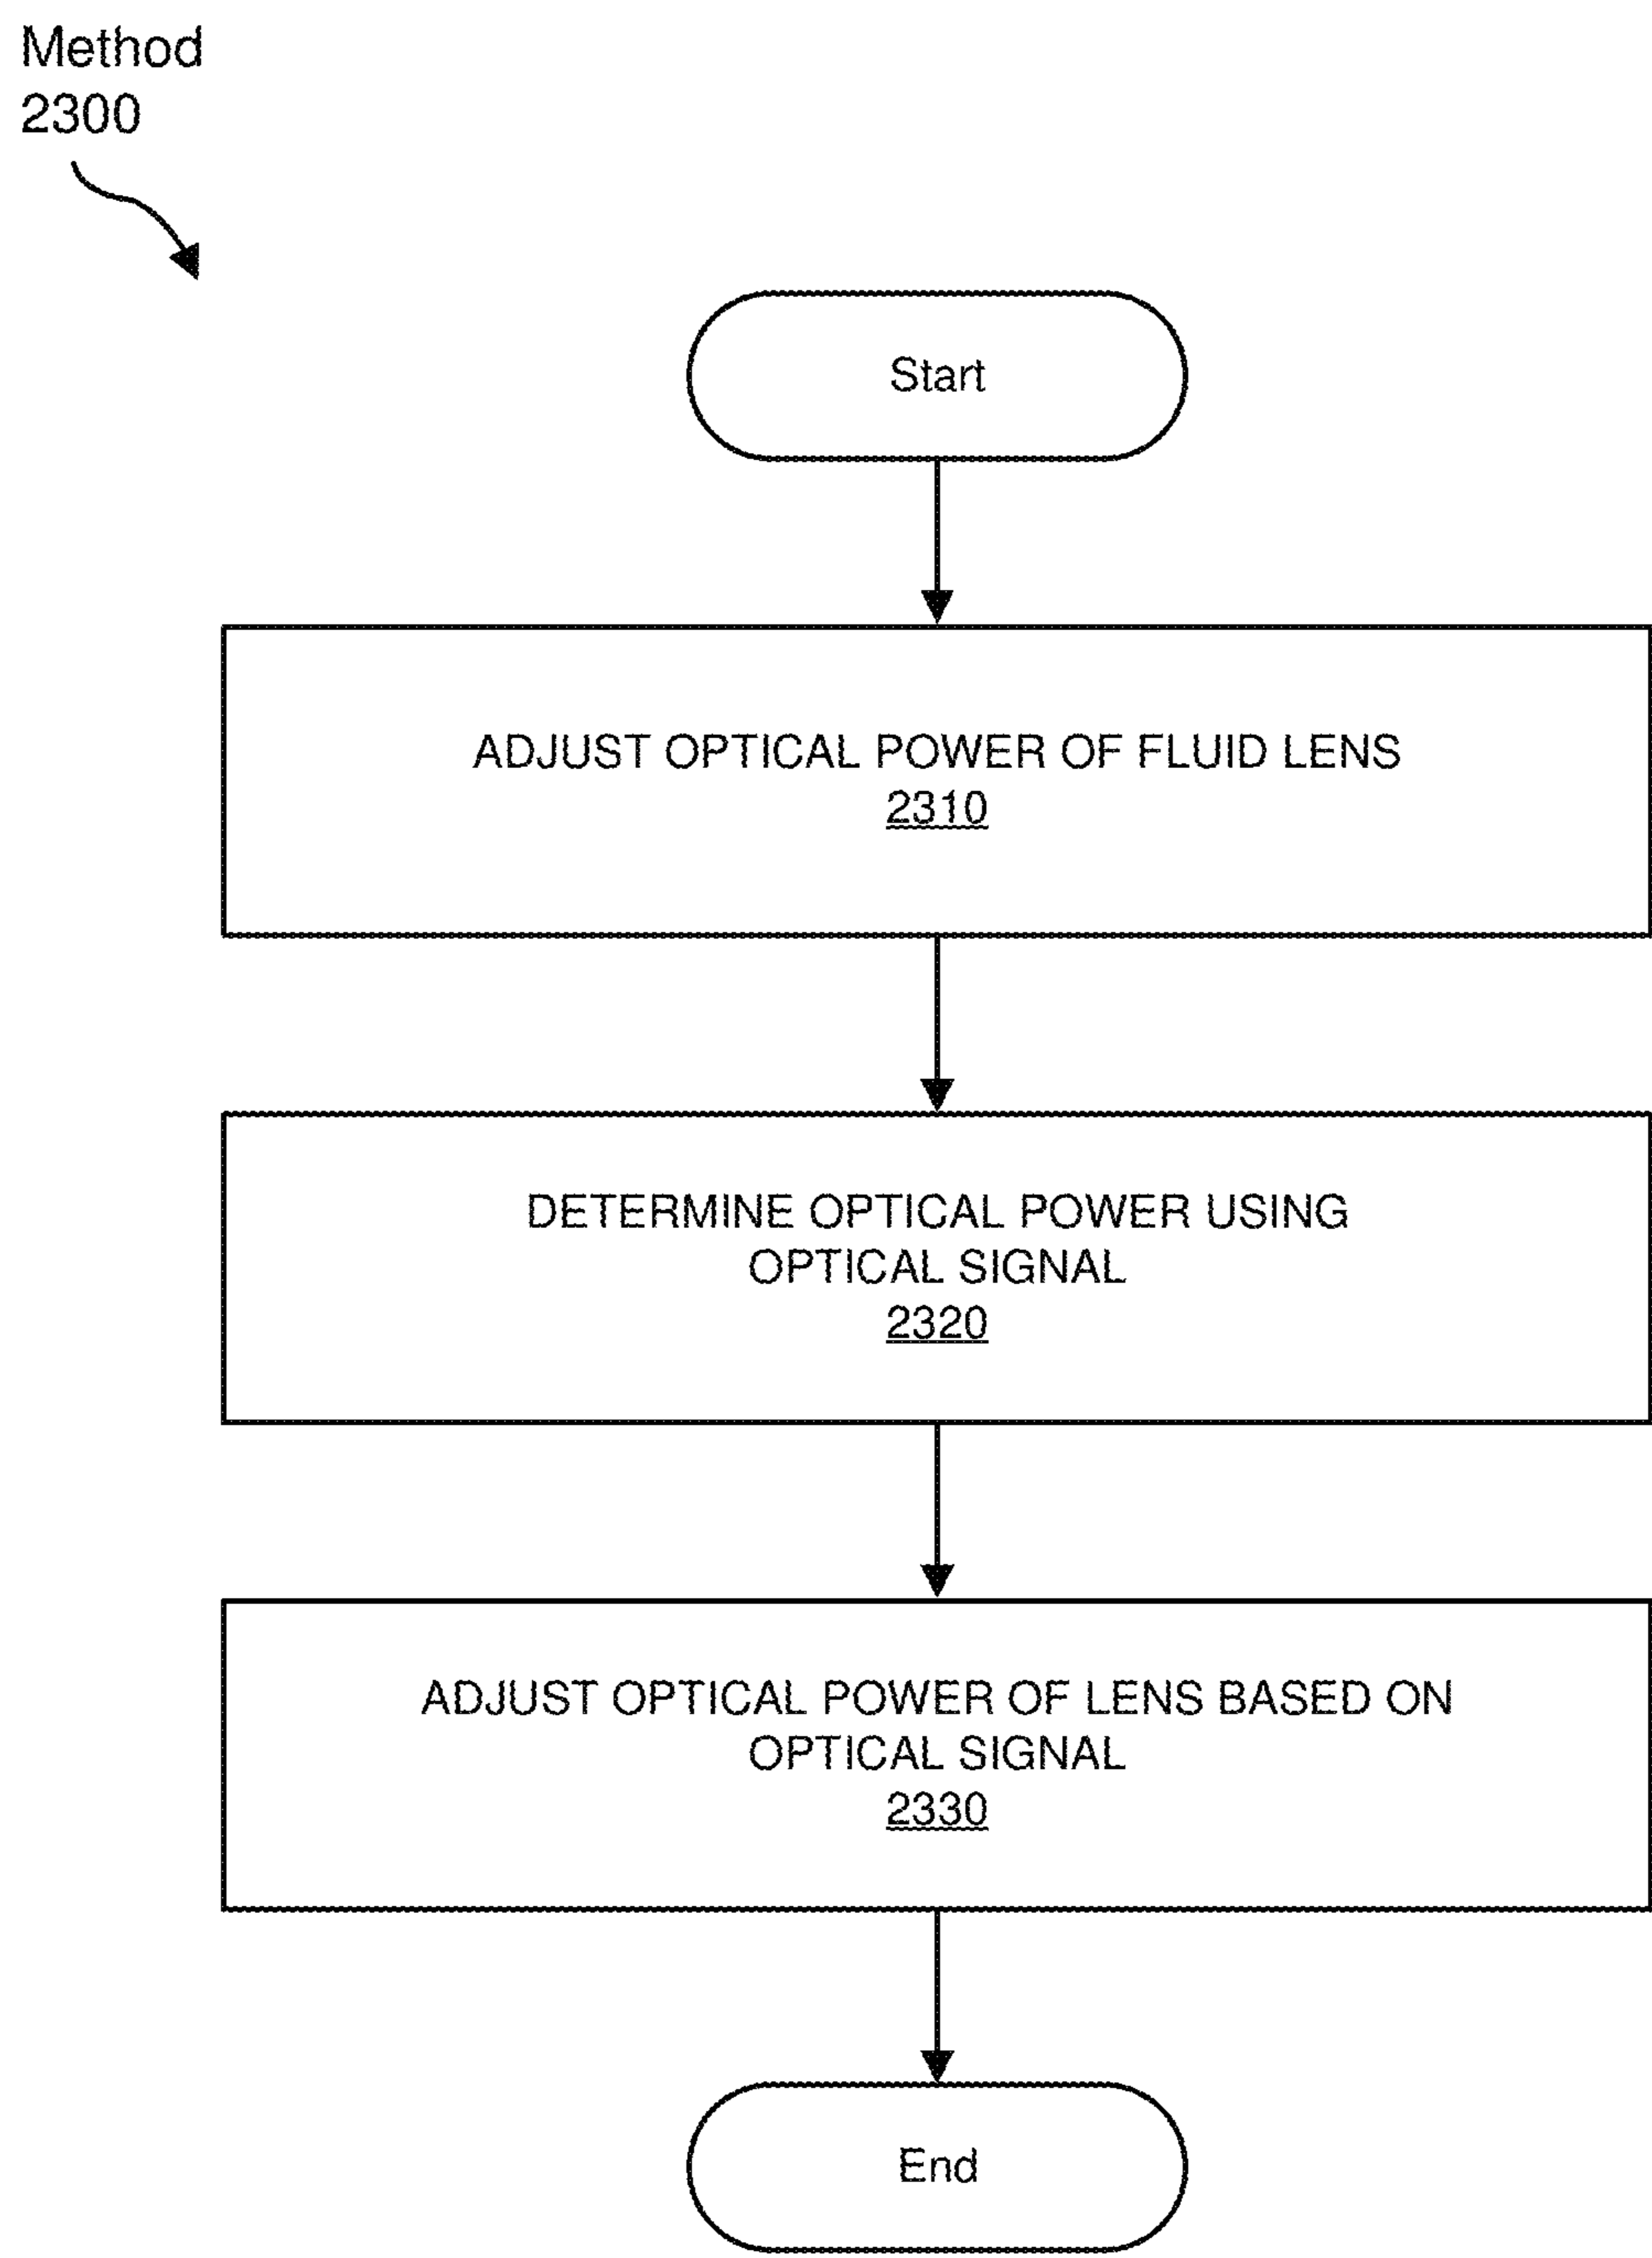 Method
2300
Start
ADJUST OPTICAL POWER OF FLUID LENS
2310
DETERMINE OPTICAL POWER USING
OPTICAL SIGNAL
2320
ADJUST OPTICAL POWER OF LENS BASED ON
OPTICAL SIGNAL
2330
End